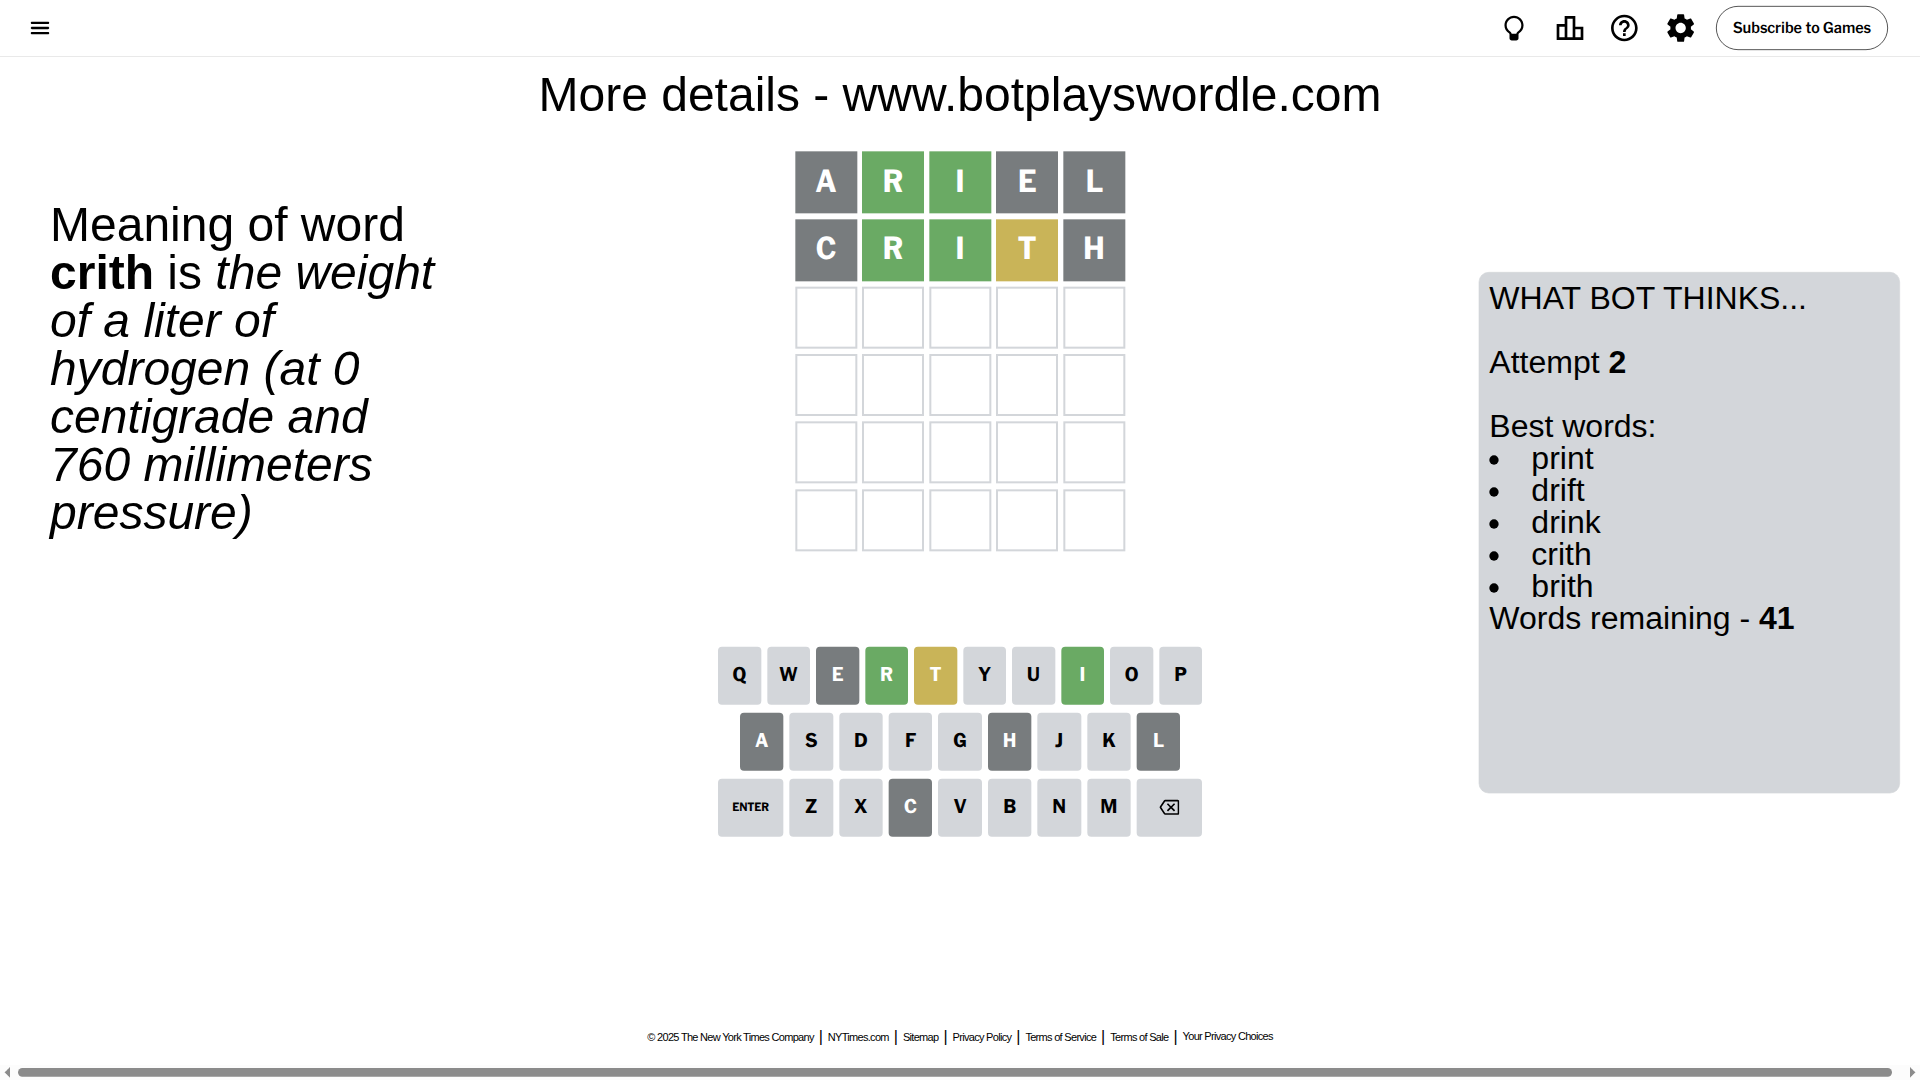 Subscribe to Games
More details - www.botplayswordle.com
Meaning of word
crith is the weight
of a liter of
hydrogen (at 0
centigrade and
760 millimeters
pressure)
A R I E L
C R I T H
WHAT BOT THINKS...
Attempt 2
Best words:
• print
• drift
• drink
• crith
• brith
Words remaining - 41
Q W E R T Y U I O P
A S D F G H J K L
ENTER Z X C V B N M
© 2025 The New York Times Company | NYTimes.com | Sitemap | Privacy Policy | Terms of Service | Terms of Sale | Your Privacy Choices